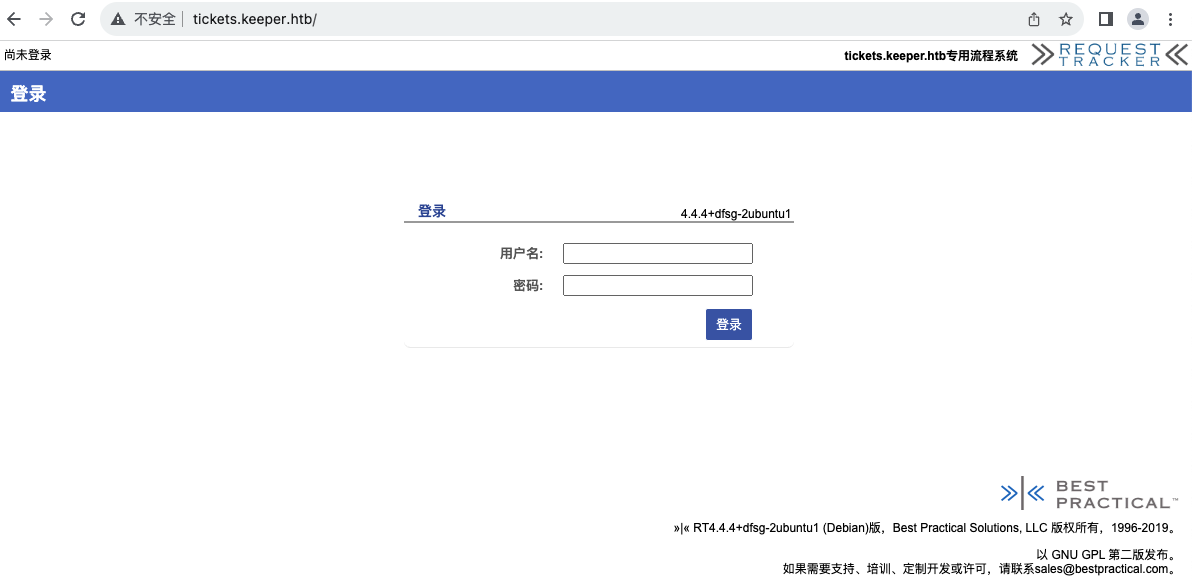 不安全 tickets.keeper.htb/
尚未登录 tickets.keeper.htb专用流程系统 REQUEST TRACKER
登录
登录 4.4.4+dfsg-2ubuntu1
用户名:
密码:
登录
BEST
PRACTICAL™
»|« RT4.4.4+dfsg-2ubuntu1 (Debian)版，Best Practical Solutions, LLC 版权所有，1996-2019。
以 GNU GPL 第二版发布。
如果需要支持、培训、定制开发或许可，请联系sales@bestpractical.com。